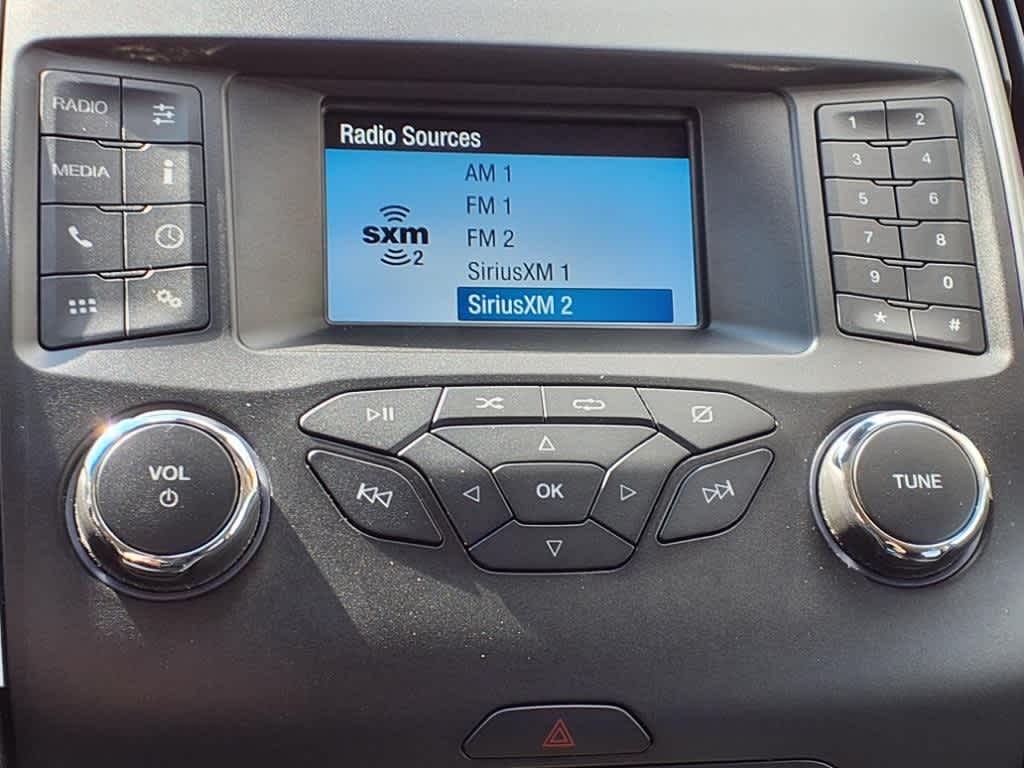 RADIO
MEDIA
Radio Sources
AM 1
FM 1
FM 2
SiriusXM 1
SiriusXM 2
sxm
2
1 2
3 4
5 6
7 8
9 0
* #
VOL
OK
TUNE